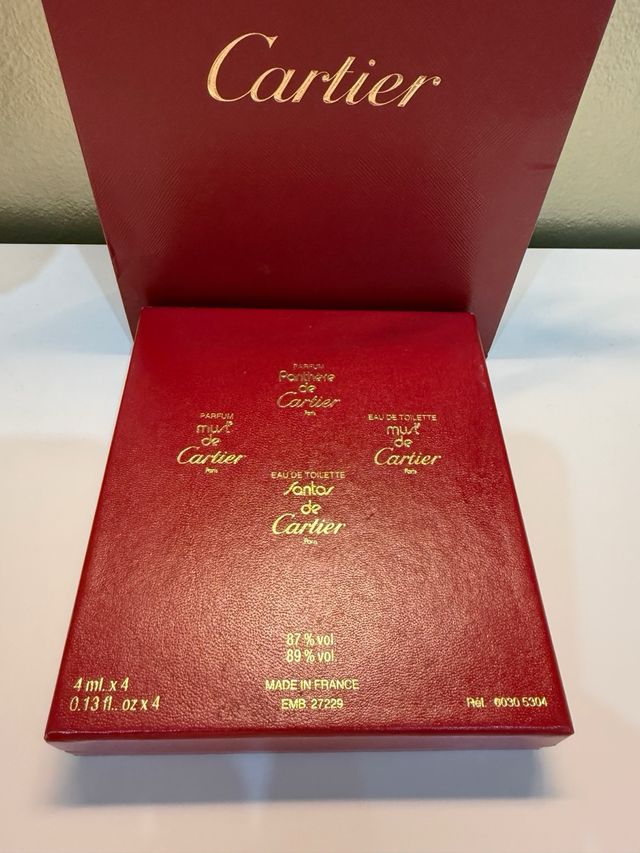 Cartier
PARFUM
Panthere
de
Cartier
Paris
PARFUM
must
de
Cartier
Paris
EAU DE TOILETTE
must
de
Cartier
Paris
EAU DE TOILETTE
Santos
de
Cartier
Paris
87 % vol.
89 % vol.
4 ml. x 4
0.13 fl. oz x 4
MADE IN FRANCE
EMB. 27229
Réf. 6030 5304